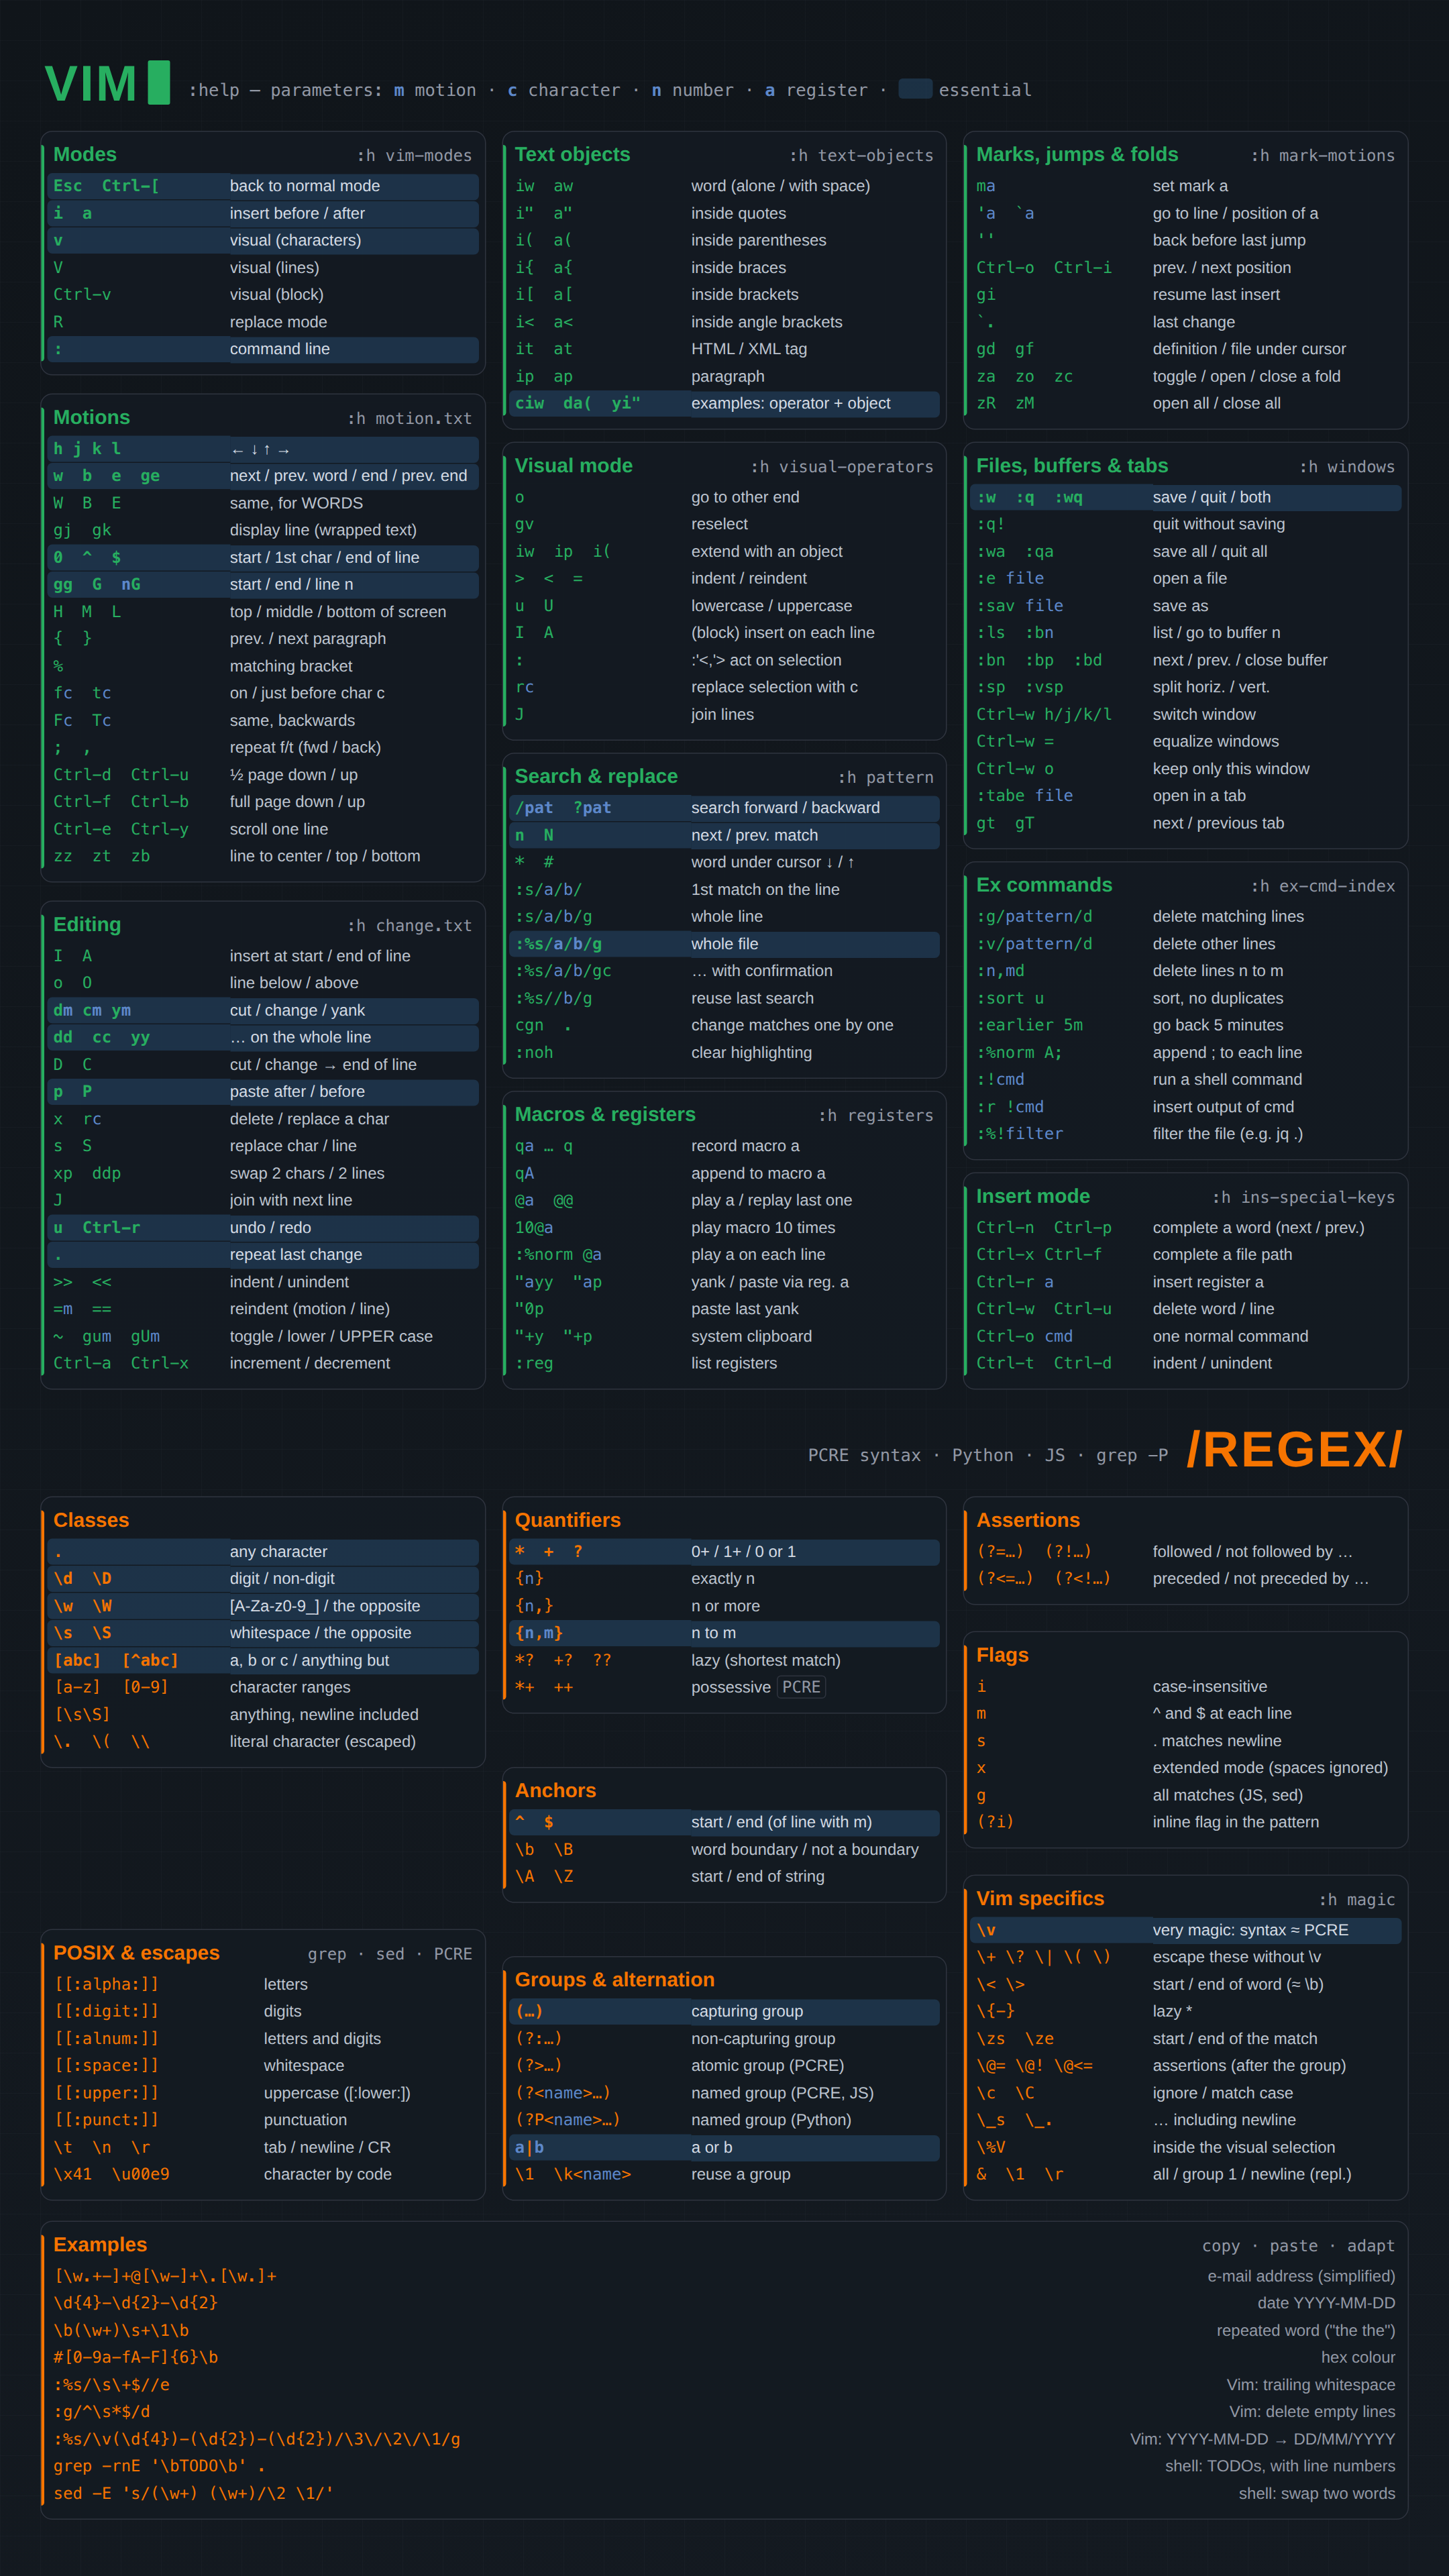 VIM :help — parameters: m motion · c character · n number · a register · essential
Modes :h vim-modes
Esc Ctrl-[ back to normal mode
i a insert before / after
v visual (characters)
V visual (lines)
Ctrl-v visual (block)
R replace mode
: command line
Motions :h motion.txt
h j k l ← ↓ ↑ →
w b e ge next / prev. word / end / prev. end
W B E same, for WORDS
gj gk display line (wrapped text)
0 ^ $ start / 1st char / end of line
gg G nG start / end / line n
H M L top / middle / bottom of screen
{ } prev. / next paragraph
% matching bracket
fc tc on / just before char c
Fc Tc same, backwards
; , repeat f/t (fwd / back)
Ctrl-d Ctrl-u ½ page down / up
Ctrl-f Ctrl-b full page down / up
Ctrl-e Ctrl-y scroll one line
zz zt zb line to center / top / bottom
Editing :h change.txt
I A insert at start / end of line
o O line below / above
dm cm ym cut / change / yank
dd cc yy … on the whole line
D C cut / change → end of line
p P paste after / before
x rc delete / replace a char
s S replace char / line
xp ddp swap 2 chars / 2 lines
J join with next line
u Ctrl-r undo / redo
. repeat last change
>> << indent / unindent
=m == reindent (motion / line)
~ gum gUm toggle / lower / UPPER case
Ctrl-a Ctrl-x increment / decrement
Text objects :h text-objects
iw aw word (alone / with space)
i" a" inside quotes
i( a( inside parentheses
i{ a{ inside braces
i[ a[ inside brackets
i< a< inside angle brackets
it at HTML / XML tag
ip ap paragraph
ciw da( yi" examples: operator + object
Visual mode :h visual-operators
o go to other end
gv reselect
iw ip i( extend with an object
> < = indent / reindent
u U lowercase / uppercase
I A (block) insert on each line
: :'<,'> act on selection
rc replace selection with c
J join lines
Search & replace :h pattern
/pat ?pat search forward / backward
n N next / prev. match
* # word under cursor ↓ / ↑
:s/a/b/ 1st match on the line
:s/a/b/g whole line
:%s/a/b/g whole file
:%s/a/b/gc … with confirmation
:%s//b/g reuse last search
cgn . change matches one by one
:noh clear highlighting
Macros & registers :h registers
qa … q record macro a
qA append to macro a
@a @@ play a / replay last one
10@a play macro 10 times
:%norm @a play a on each line
"ayy "ap yank / paste via reg. a
"0p paste last yank
"+y "+p system clipboard
:reg list registers
Marks, jumps & folds :h mark-motions
ma set mark a
'a `a go to line / position of a
'' back before last jump
Ctrl-o Ctrl-i prev. / next position
gi resume last insert
`. last change
gd gf definition / file under cursor
za zo zc toggle / open / close a fold
zR zM open all / close all
Files, buffers & tabs :h windows
:w :q :wq save / quit / both
:q! quit without saving
:wa :qa save all / quit all
:e file open a file
:sav file save as
:ls :bn list / go to buffer n
:bn :bp :bd next / prev. / close buffer
:sp :vsp split horiz. / vert.
Ctrl-w h/j/k/l switch window
Ctrl-w = equalize windows
Ctrl-w o keep only this window
:tabe file open in a tab
gt gT next / previous tab
Ex commands :h ex-cmd-index
:g/pattern/d delete matching lines
:v/pattern/d delete other lines
:n,md delete lines n to m
:sort u sort, no duplicates
:earlier 5m go back 5 minutes
:%norm A; append ; to each line
:!cmd run a shell command
:r !cmd insert output of cmd
:%!filter filter the file (e.g. jq .)
Insert mode :h ins-special-keys
Ctrl-n Ctrl-p complete a word (next / prev.)
Ctrl-x Ctrl-f complete a file path
Ctrl-r a insert register a
Ctrl-w Ctrl-u delete word / line
Ctrl-o cmd one normal command
Ctrl-t Ctrl-d indent / unindent
PCRE syntax · Python · JS · grep -P /REGEX/
Classes
. any character
\d \D digit / non-digit
\w \W [A-Za-z0-9_] / the opposite
\s \S whitespace / the opposite
[abc] [^abc] a, b or c / anything but
[a-z] [0-9] character ranges
[\s\S] anything, newline included
\. \( \\ literal character (escaped)
POSIX & escapes grep · sed · PCRE
[[:alpha:]] letters
[[:digit:]] digits
[[:alnum:]] letters and digits
[[:space:]] whitespace
[[:upper:]] uppercase ([:lower:])
[[:punct:]] punctuation
\t \n \r tab / newline / CR
\x41 \u00e9 character by code
Quantifiers
* + ? 0+ / 1+ / 0 or 1
{n} exactly n
{n,} n or more
{n,m} n to m
*? +? ?? lazy (shortest match)
*+ ++ possessive PCRE
Anchors
^ $ start / end (of line with m)
\b \B word boundary / not a boundary
\A \Z start / end of string
Groups & alternation
(…) capturing group
(?:…) non-capturing group
(?>…) atomic group (PCRE)
(?<name>…) named group (PCRE, JS)
(?P<name>…) named group (Python)
a|b a or b
\1 \k<name> reuse a group
Assertions
(?=…) (?!…) followed / not followed by …
(?<=…) (?<!…) preceded / not preceded by …
Flags
i case-insensitive
m ^ and $ at each line
s . matches newline
x extended mode (spaces ignored)
g all matches (JS, sed)
(?i) inline flag in the pattern
Vim specifics :h magic
\v very magic: syntax ≈ PCRE
\+ \? \| \( \) escape these without \v
\< \> start / end of word (≈ \b)
\{-} lazy *
\zs \ze start / end of the match
\@= \@! \@<= assertions (after the group)
\c \C ignore / match case
\_s \_. … including newline
\%V inside the visual selection
& \1 \r all / group 1 / newline (repl.)
Examples copy · paste · adapt
[\w.+-]+@[\w-]+\.[\w.]+ e-mail address (simplified)
\d{4}-\d{2}-\d{2} date YYYY-MM-DD
\b(\w+)\s+\1\b repeated word ("the the")
#[0-9a-fA-F]{6}\b hex colour
:%s/\s\+$//e Vim: trailing whitespace
:g/^\s*$/d Vim: delete empty lines
:%s/\v(\d{4})-(\d{2})-(\d{2})/\3\/\2\/\1/g Vim: YYYY-MM-DD → DD/MM/YYYY
grep -rnE '\bTODO\b' . shell: TODOs, with line numbers
sed -E 's/(\w+) (\w+)/\2 \1/' shell: swap two words